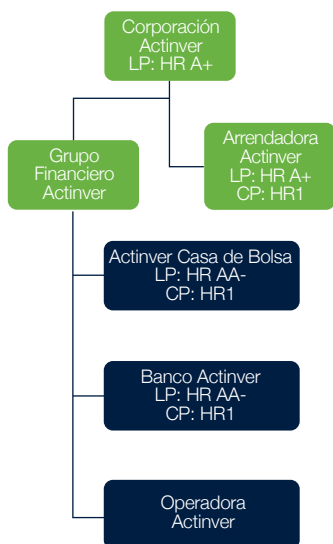 Corporación
Actinver
LP: HR A+
Grupo
Financiero
Actinver
Arrendadora
Actinver
LP: HR A+
CP: HR1
Actinver Casa de Bolsa
LP: HR AA-
CP: HR1
Banco Actinver
LP: HR AA-
CP: HR1
Operadora
Actinver